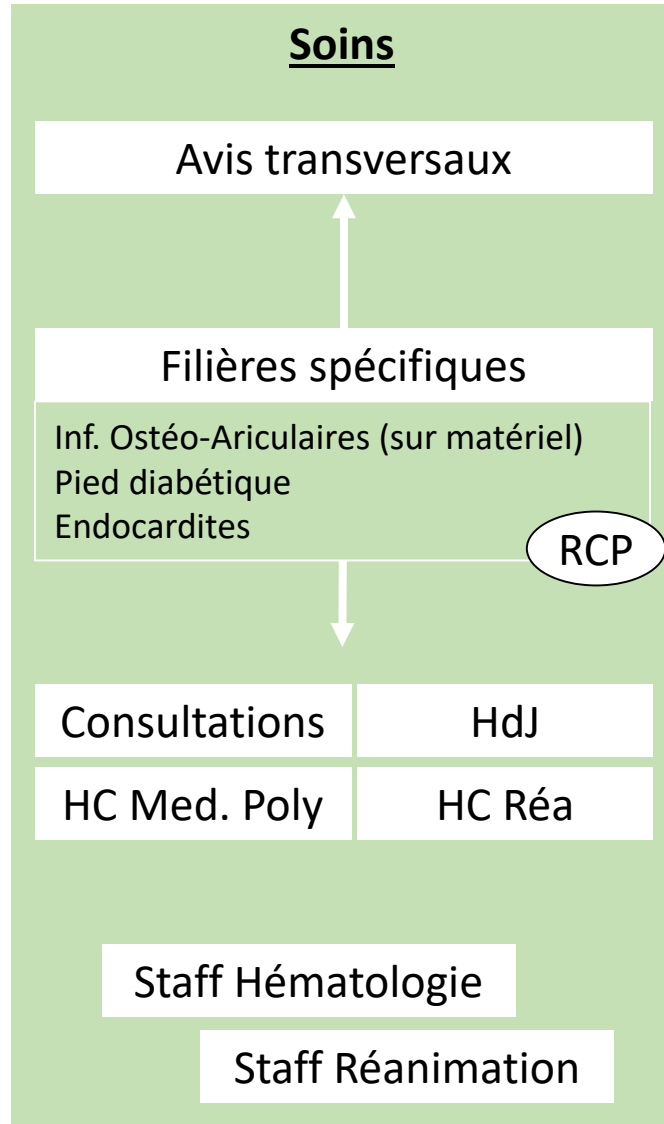 Soins
Avis transversaux
Filières spécifiques
Inf. Ostéo-Ariculaires (sur matériel)
Pied diabétique
Endocardites
RCP
Consultations
HdJ
HC Med. Poly
HC Réa
Staff Hématologie
Staff Réanimation